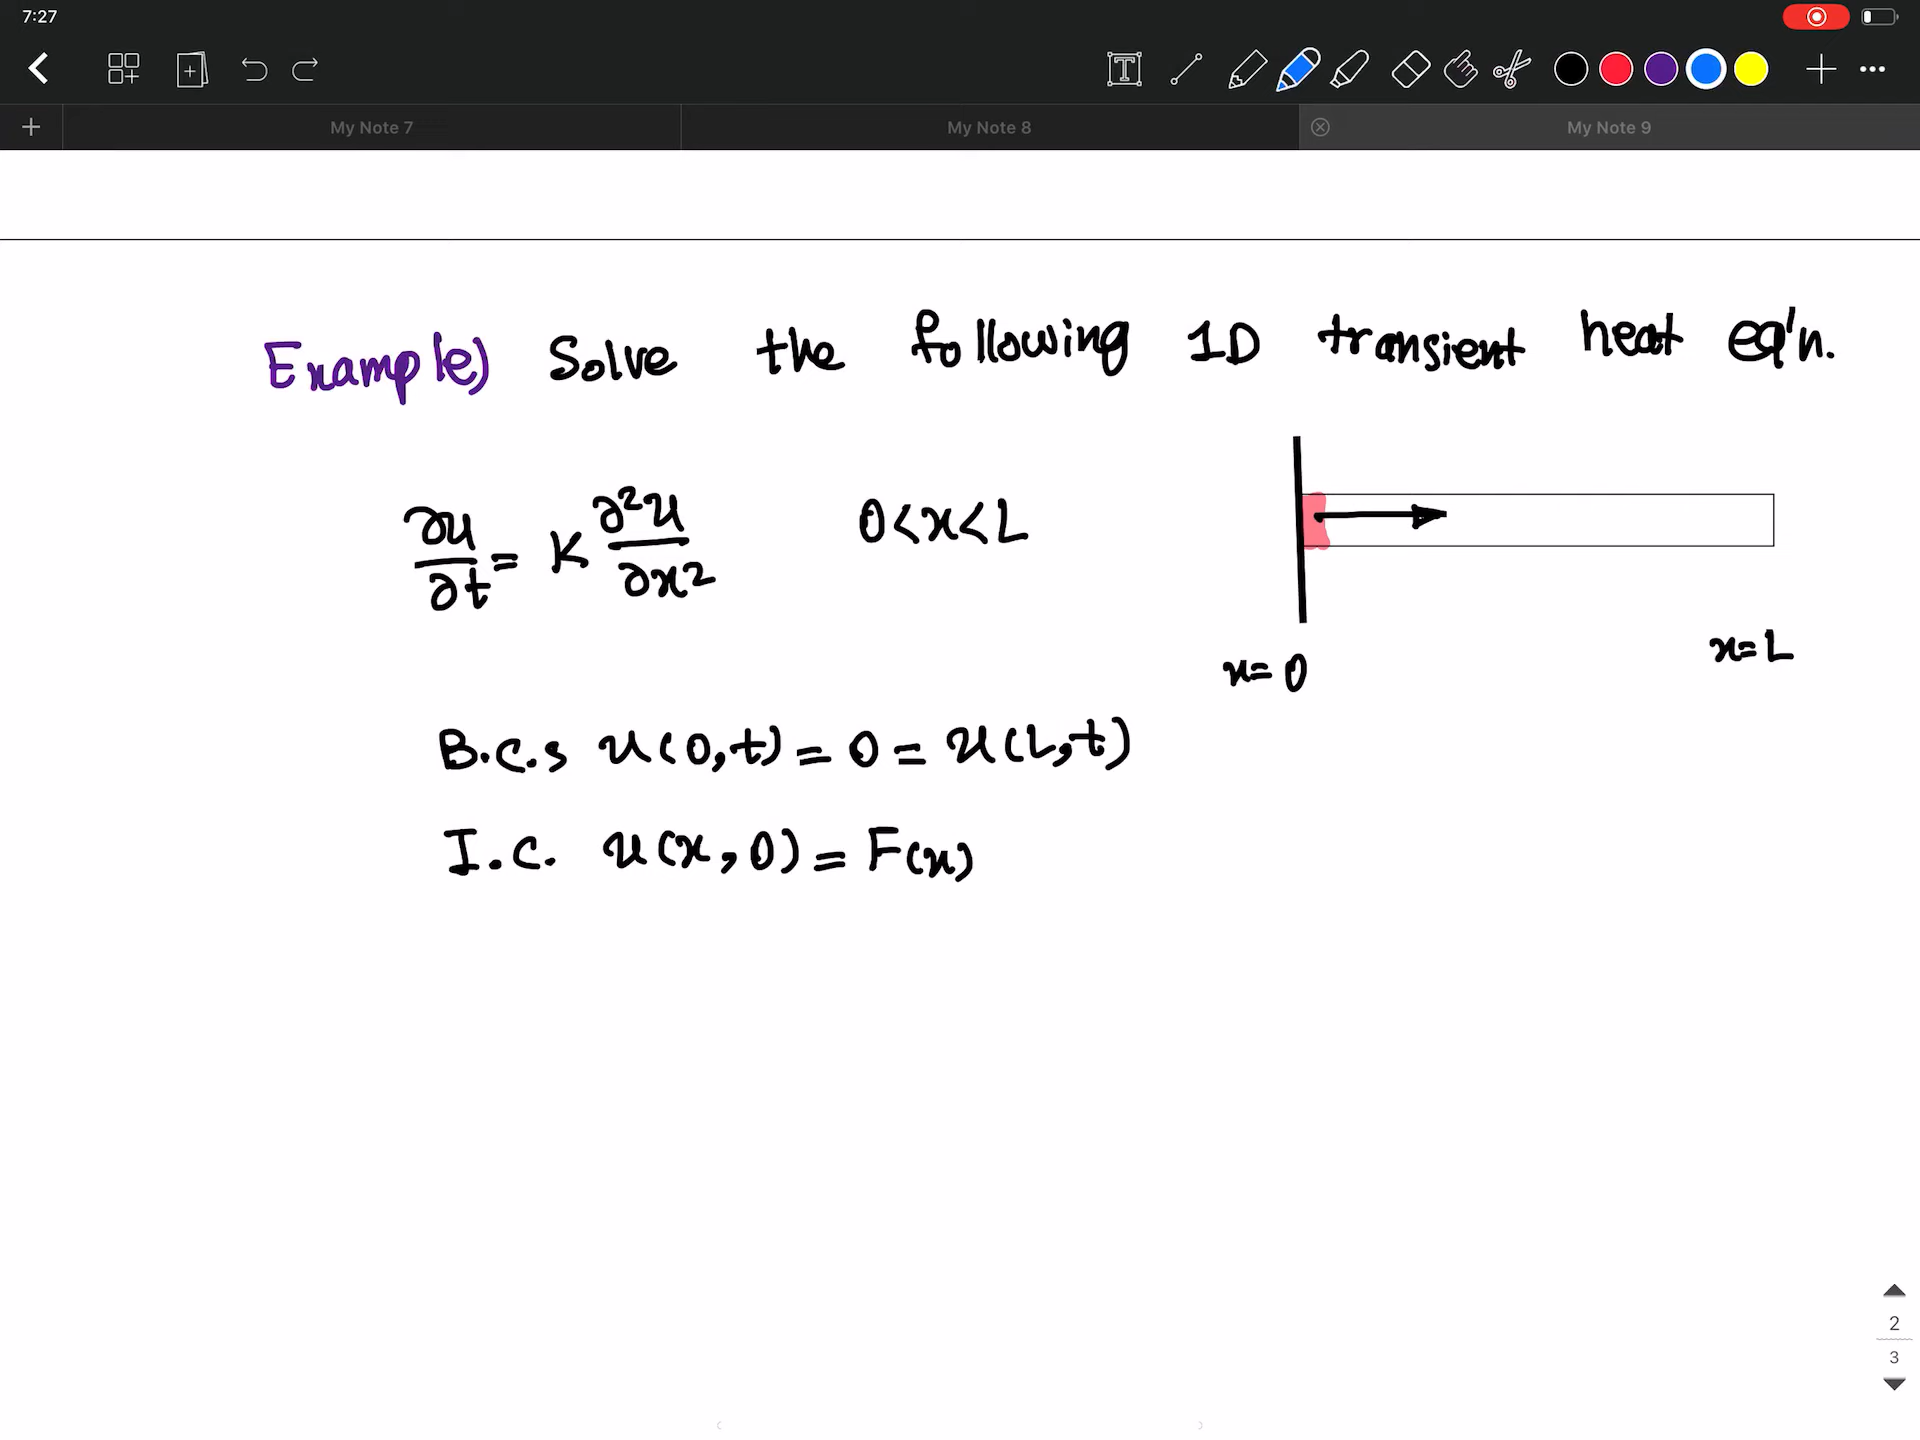 7:27
My Note 7
My Note 8
My Note 9
Example) Solve the following 1D transient heat eq'n.
∂u/∂t = K ∂²u/∂x² 0<x<L
x=0
x=L
B.C.s u(0,t) = 0 = u(L,t)
I.C. u(x,0) = F(x)
2
3